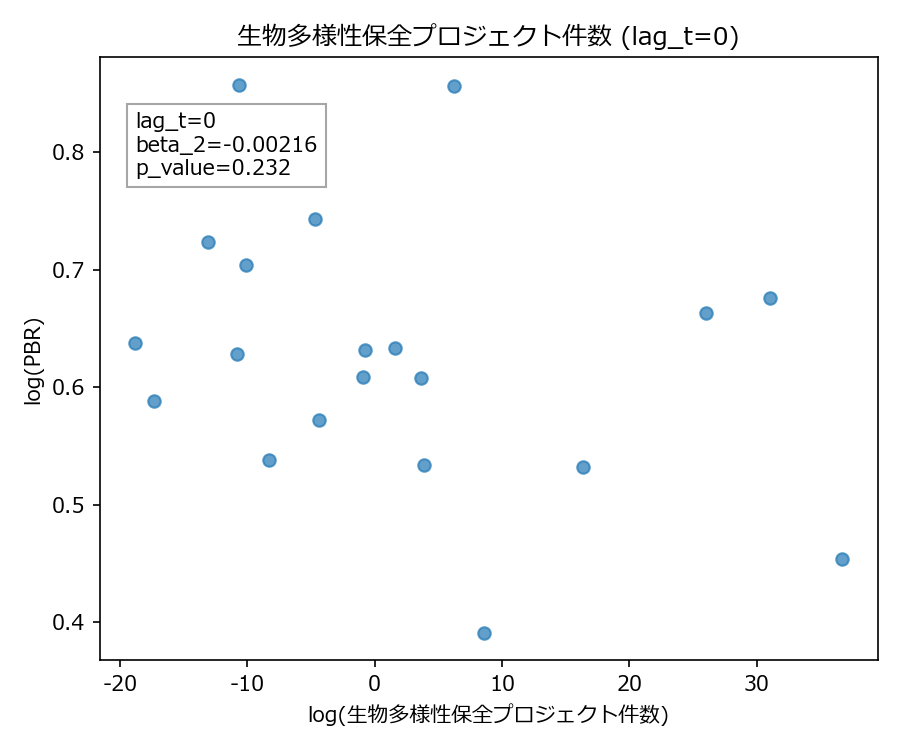 生物多様性保全プロジェクト件数 (lag_t=0)
lag_t=0
beta_2=-0.00216
p_value=0.232
0.8
0.7
0.6
0.5
0.4
log(PBR)
-20 -10 0 10 20 30
log(生物多様性保全プロジェクト件数)